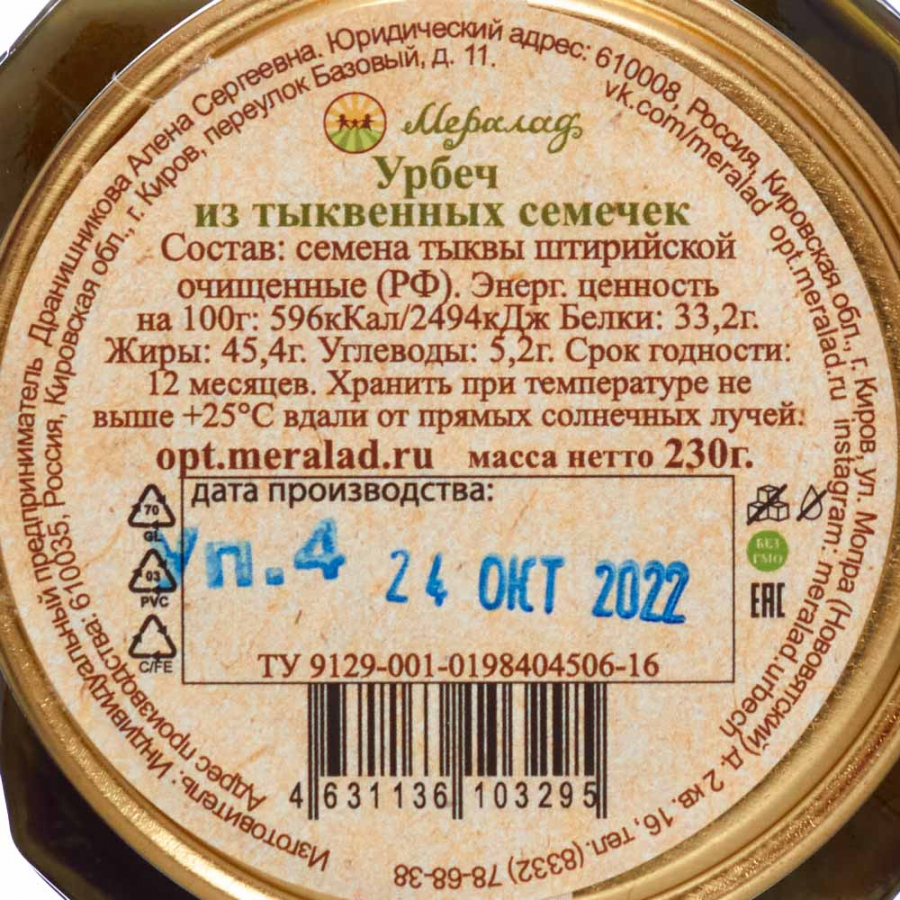 Изготовитель: Индивидуальный предприниматель Дранишникова Алёна Сергеевна. Юридический адрес: 610008, Россия, Кировская обл., г. Киров, ул. Мопра (Нововятский) д. 2 кв. 16, тел. (8332) 78-68-38
Адрес производства: 610035, Россия, Кировская обл., г. Киров, переулок Базовый, д. 11.
vk.com/meralad opt.meralad.ru instagram: meralad.urbech
Мералад
Урбеч
из тыквенных семечек
Состав: семена тыквы штирийской
очищенные (РФ). Энерг. ценность
на 100г: 596кКал/2494кДж Белки: 33,2г.
Жиры: 45,4г. Углеводы: 5,2г. Срок годности:
12 месяцев. Хранить при температуре не
выше +25°С вдали от прямых солнечных лучей.
opt.meralad.ru масса нетто 230г.
дата производства:
70
GL
03
PVC
C/FE
Уп.4 24 ОКТ 2022
БЕЗ
ГМО
EAC
ТУ 9129-001-0198404506-16
4 631136 103295